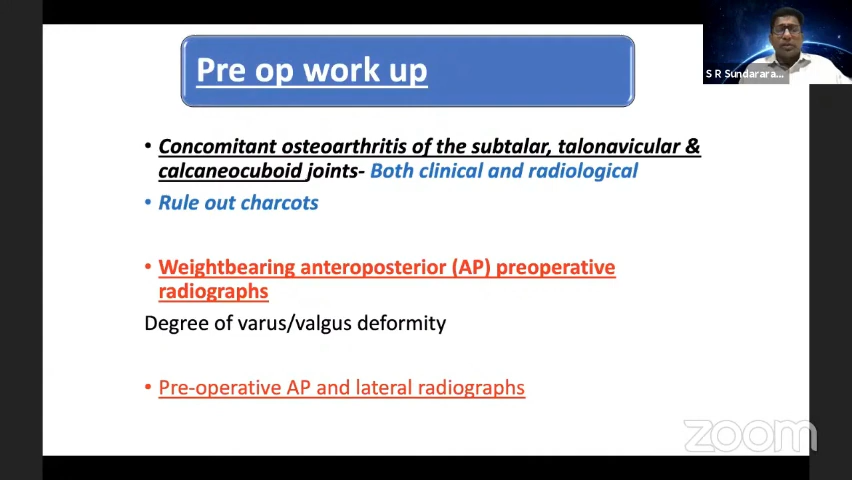 Pre op work up
S R Sundarara...
• Concomitant osteoarthritis of the subtalar, talonavicular &
calcaneocuboid joints- Both clinical and radiological
• Rule out charcots
• Weightbearing anteroposterior (AP) preoperative
radiographs
Degree of varus/valgus deformity
• Pre-operative AP and lateral radiographs
zoom